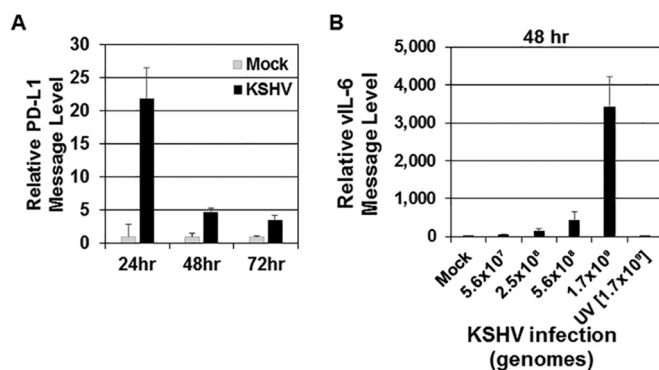 A
Relative PD-L1
Message Level
30
25
20
15
10
5
0
Mock
KSHV
24hr 48hr 72hr
B
48 hr
Relative vIL-6
Message Level
5,000
4,000
3,000
2,000
1,000
0
Mock
5.6x10⁷
2.5x10⁸
5.6x10⁸
1.7x10⁹
UV [1.7x10⁹]
KSHV infection
(genomes)